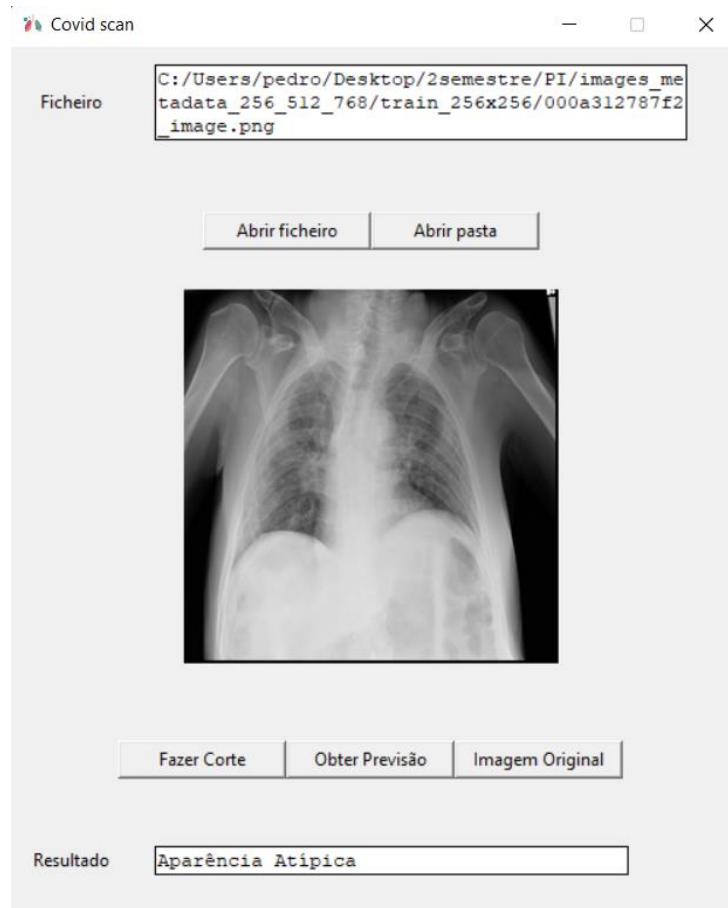 Covid scan
Ficheiro
C:/Users/pedro/Desktop/2semestre/PI/images_me
tadata_256_512_768/train_256x256/000a312787f2
_image.png
Abrir ficheiro
Abrir pasta
Fazer Corte
Obter Previsão
Imagem Original
Resultado
Aparência Atípica